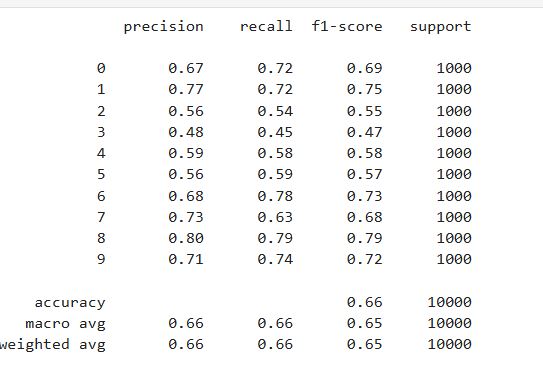 precision recall f1-score support
0 0.67 0.72 0.69 1000
1 0.77 0.72 0.75 1000
2 0.56 0.54 0.55 1000
3 0.48 0.45 0.47 1000
4 0.59 0.58 0.58 1000
5 0.56 0.59 0.57 1000
6 0.68 0.78 0.73 1000
7 0.73 0.63 0.68 1000
8 0.80 0.79 0.79 1000
9 0.71 0.74 0.72 1000
accuracy 0.66 10000
macro avg 0.66 0.66 0.65 10000
weighted avg 0.66 0.66 0.65 10000